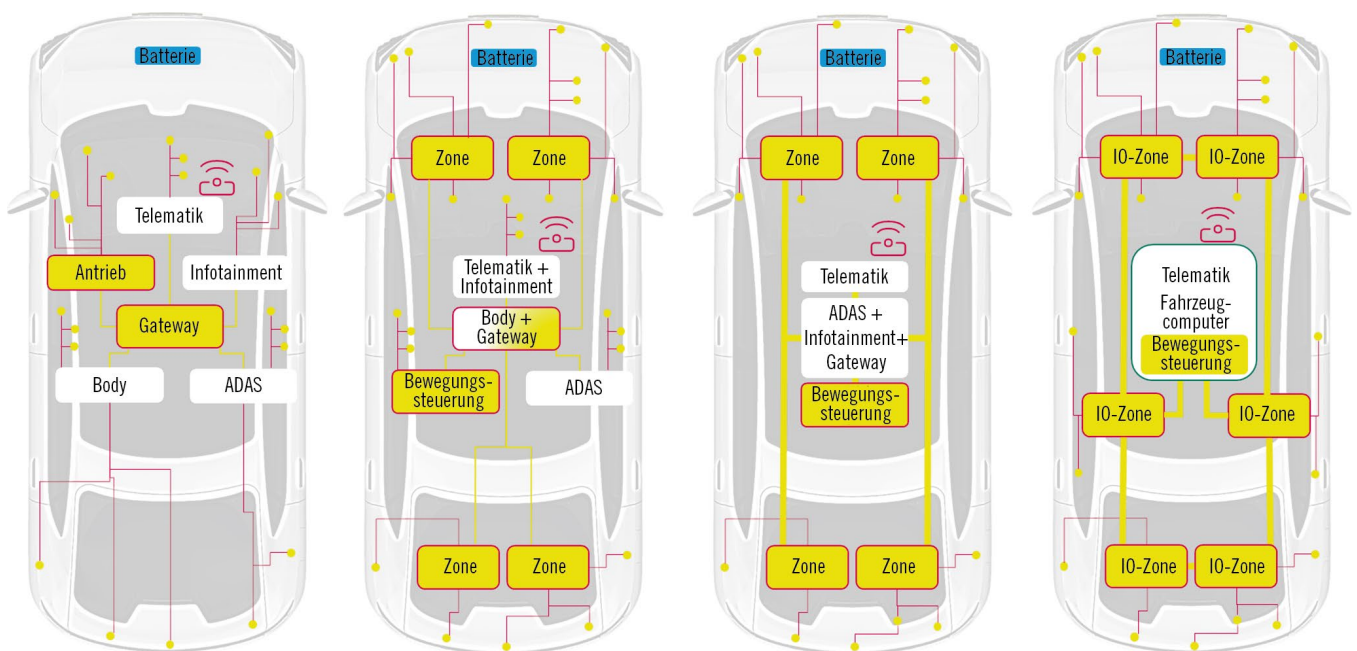 Batterie
Telematik
Antrieb
Infotainment
Gateway
Body
ADAS
Batterie
Zone
Zone
Telematik +
Infotainment
Body +
Gateway
Bewegungs-
steuerung
ADAS
Zone
Zone
Batterie
Zone
Zone
Telematik
ADAS +
Infotainment+
Gateway
Bewegungs-
steuerung
Zone
Zone
Batterie
IO-Zone
IO-Zone
Telematik
Fahrzeug-
computer
Bewegungs-
steuerung
IO-Zone
IO-Zone
IO-Zone
IO-Zone